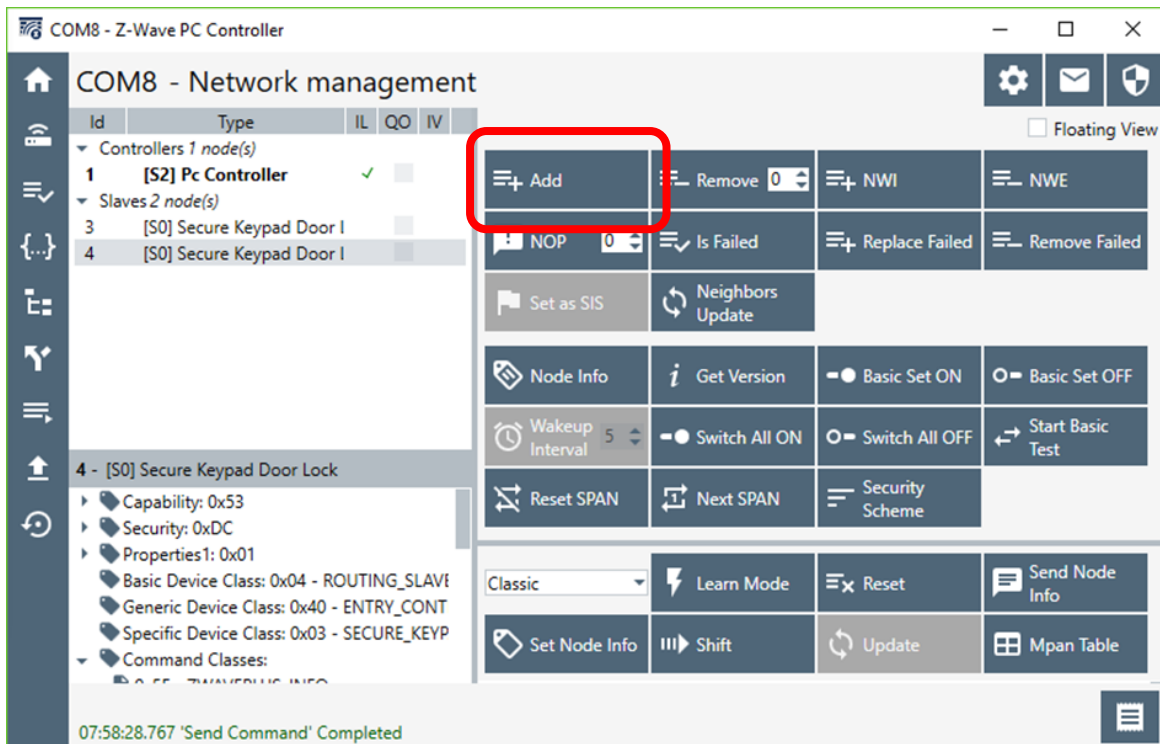 COM8 - Z-Wave PC Controller
COM8 - Network management
Id Type IL QO IV
Floating View
Controllers 1 node(s)
1 [S2] Pc Controller
Slaves 2 node(s)
3 [S0] Secure Keypad Door l
4 [S0] Secure Keypad Door l
Add
Remove 0
NWI
NWE
NOP 0
Is Failed
Replace Failed
Remove Failed
Set as SIS
Neighbors
Update
Node Info
Get Version
Basic Set ON
Basic Set OFF
Wakeup
Interval 5
Switch All ON
Switch All OFF
Start Basic
Test
Reset SPAN
Next SPAN
Security
Scheme
4 - [S0] Secure Keypad Door Lock
Capability: 0x53
Security: 0xDC
Properties1: 0x01
Basic Device Class: 0x04 - ROUTING_SLAVE
Generic Device Class: 0x40 - ENTRY_CONT
Specific Device Class: 0x03 - SECURE_KEYP
Command Classes:
Classic
Learn Mode
Reset
Send Node
Info
Set Node Info
Shift
Update
Mpan Table
07:58:28.767 'Send Command' Completed